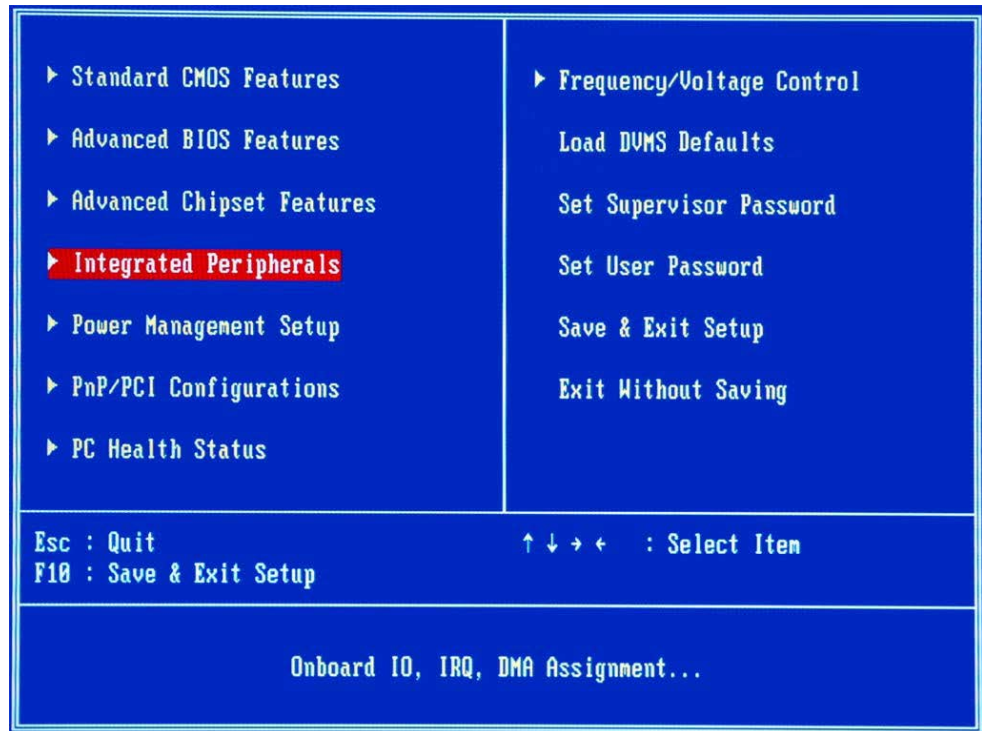 Standard CMOS Features
Advanced BIOS Features
Advanced Chipset Features
Integrated Peripherals
Power Management Setup
PnP/PCI Configurations
PC Health Status
Frequency/Voltage Control
Load DVMS Defaults
Set Supervisor Password
Set User Password
Save & Exit Setup
Exit Without Saving
Esc : Quit
F10 : Save & Exit Setup
↑ ↓ → ← : Select Item
Onboard IO, IRQ, DMA Assignment...